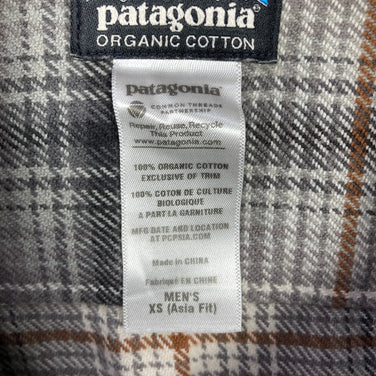 patagonia
ORGANIC COTTON
patagonia
COMMON THREADS
PARTNERSHIP
Repair, Reuse, Recycle
This Product
www.patagonia.com
100% ORGANIC COTTON
EXCLUSIVE OF TRIM
100% COTON DE CULTURE
BIOLOGIQUE
A PART LA GARNITURE
MFG DATE AND LOCATION
AT PCPSIA.COM
Made in CHINA
Fabriqué EN CHINE
MEN'S
XS (Asia Fit)